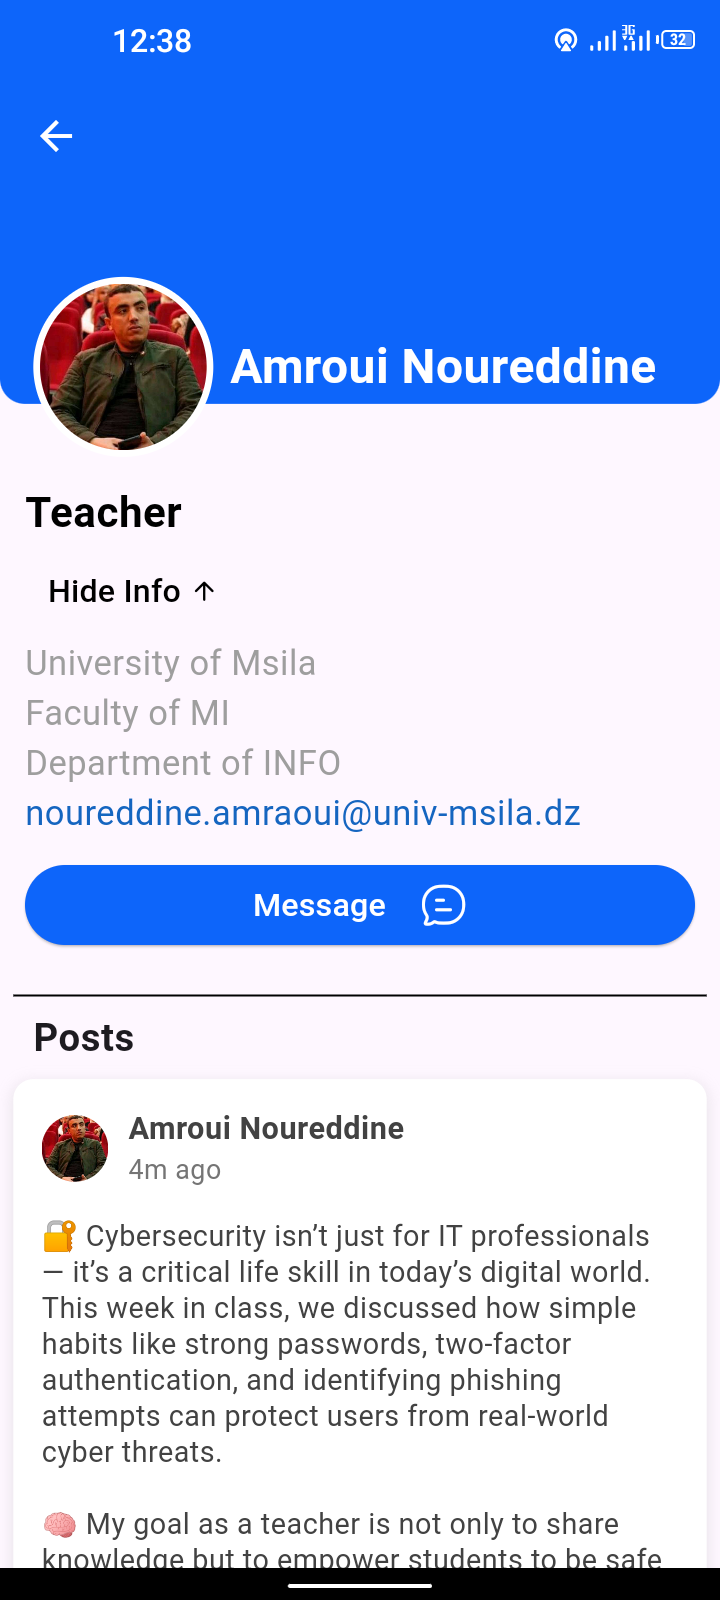 12:38
3G
32
Amroui Noureddine
Teacher
Hide Info ↑
University of Msila
Faculty of MI
Department of INFO
noureddine.amraoui@univ-msila.dz
Message
Posts
Amroui Noureddine
4m ago
🔐 Cybersecurity isn’t just for IT professionals
— it’s a critical life skill in today’s digital world.
This week in class, we discussed how simple
habits like strong passwords, two-factor
authentication, and identifying phishing
attempts can protect users from real-world
cyber threats.
🧠 My goal as a teacher is not only to share
knowledge but to empower students to be safe